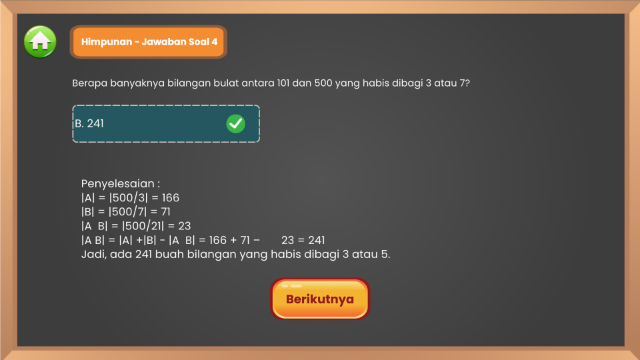 Himpunan - Jawaban Soal 4
Berapa banyaknya bilangan bulat antara 101 dan 500 yang habis dibagi 3 atau 7?
B. 241
Penyelesaian :
|A| = |500/3| = 166
|B| = |500/7| = 71
|A B| = |500/21| = 23
|A B| = |A| +|B| - |A B| = 166 + 71 – 23 = 241
Jadi, ada 241 buah bilangan yang habis dibagi 3 atau 5.
Berikutnya